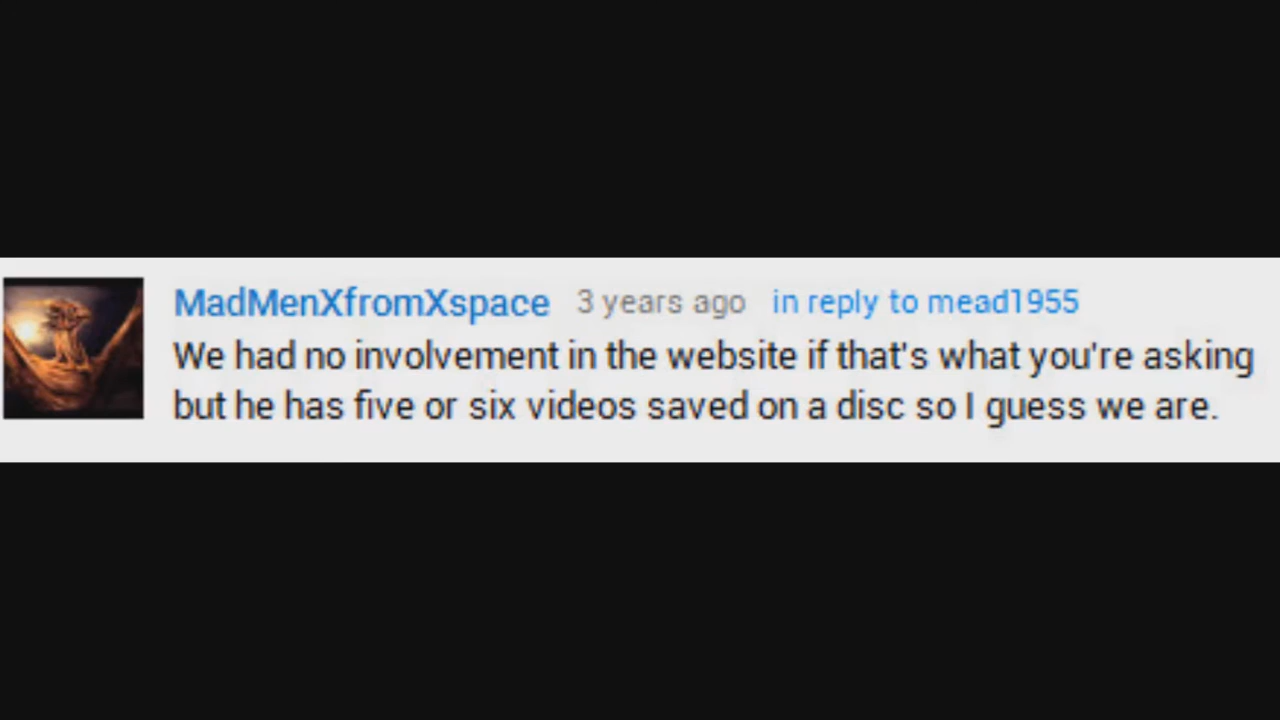 MadMenXfromXspace 3 years ago in reply to mead1955
We had no involvement in the website if that's what you're asking
but he has five or six videos saved on a disc so I guess we are.